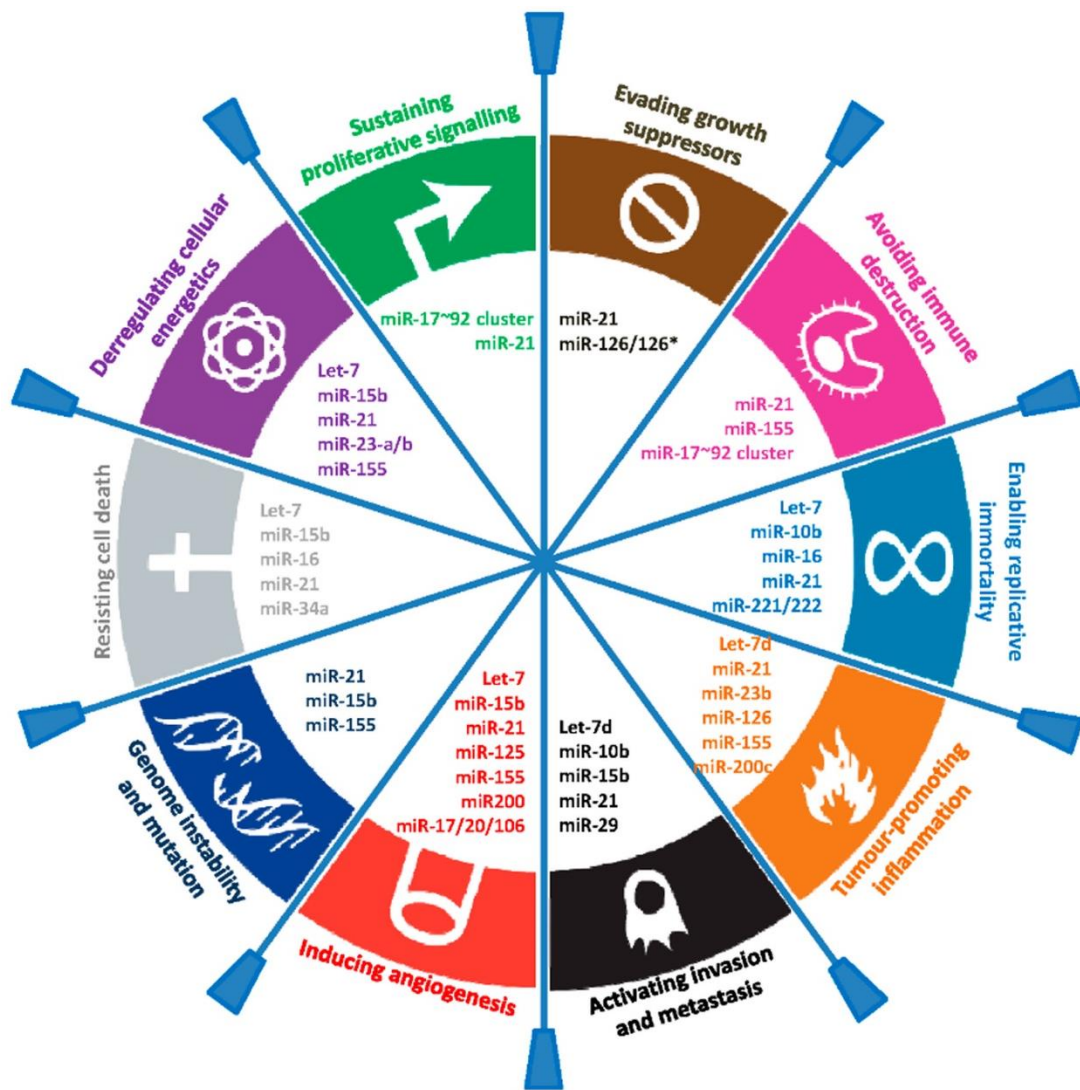 Sustaining
proliferative signalling
miR-17~92 cluster
miR-21
Evading growth
suppressors
miR-21
miR-126/126*
Avoiding immune
destruction
miR-21
miR-155
miR-17~92 cluster
Enabling replicative
immortality
Let-7
miR-10b
miR-16
miR-21
miR-221/222
Tumour-promoting
inflammation
Let-7d
miR-21
miR-23b
miR-126
miR-155
miR-200c
Activating invasion
and metastasis
Let-7d
miR-10b
miR-15b
miR-21
miR-29
Inducing angiogenesis
Let-7
miR-15b
miR-21
miR-125
miR-155
miR200
miR-17/20/106
Genome instability
and mutation
miR-21
miR-15b
miR-155
Resisting cell death
Let-7
miR-15b
miR-16
miR-21
miR-34a
Derregulating cellular
energetics
Let-7
miR-15b
miR-21
miR-23-a/b
miR-155